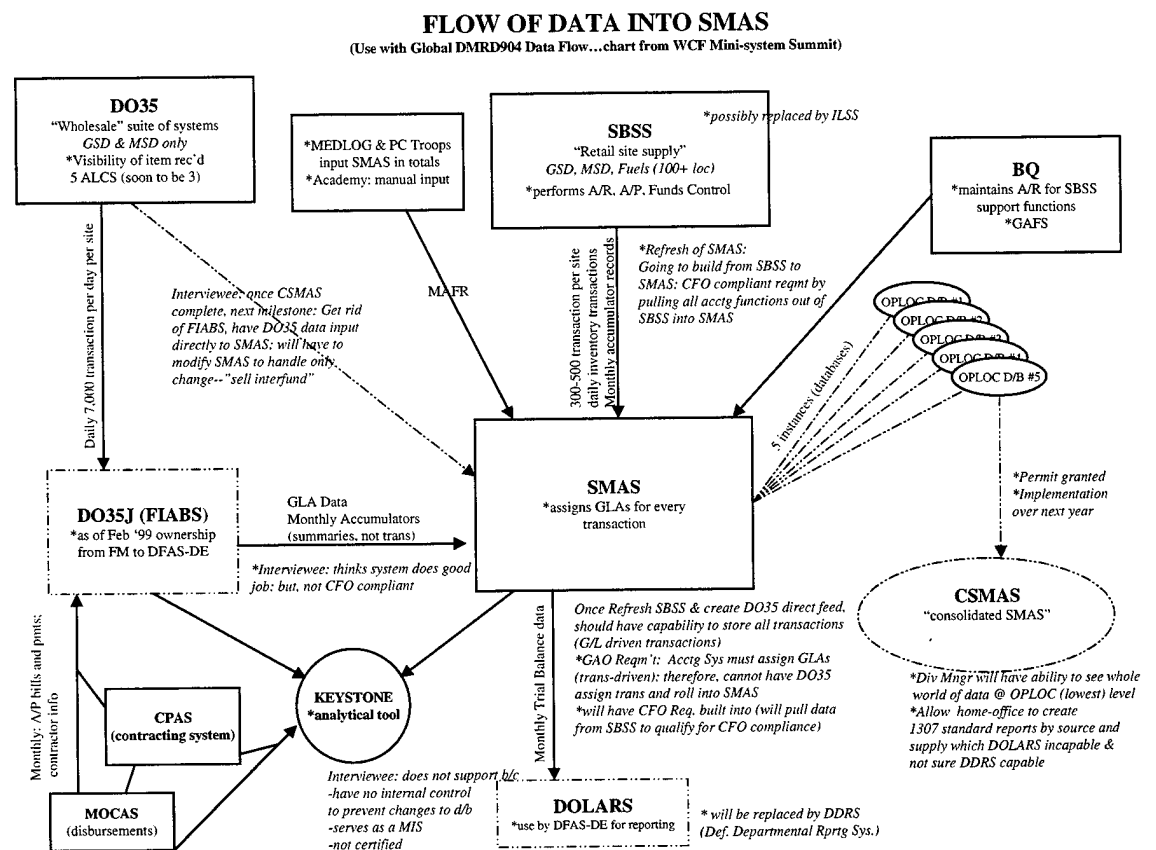 FLOW OF DATA INTO SMAS
(Use with Global DMRD904 Data Flow...chart from WCF Mini-system Summit)
DO35
"Wholesale" suite of systems
GSD & MSD only
*Visibility of item rec'd
5 ALCS (soon to be 3)
*MEDLOG & PC Troops
input SMAS in totals
*Academy: manual input
SBSS
"Retail site supply"
GSD, MSD, Fuels (100+ loc)
*performs A/R, A/P. Funds Control
*possibly replaced by ILSS
BQ
*maintains A/R for SBSS
support functions
*GAFS
Daily 7,000 transaction per day per site
Interviewee: once CSMAS
complete, next milestone: Get rid
of FIABS, have DO35 data input
directly to SMAS; will have to
modify SMAS to handle only
change--"sell interfund"
MAFR
300-500 transaction per site
daily inventory transactions
Monthly accumulator records
*Refresh of SMAS:
Going to build from SBSS to
SMAS: CFO compliant reqmt by
pulling all acctg functions out of
SBSS into SMAS
OPLOC D/B #1
OPLOC D/B #2
OPLOC D/B #3
OPLOC D/B #4
OPLOC D/B #5
5 instances (databases)
*Permit granted
*Implementation
over next year
DO35J (FIABS)
*as of Feb '99 ownership
from FM to DFAS-DE
GLA Data
Monthly Accumulators
(summaries, not trans)
*Interviewee: thinks system does good
job: but, not CFO compliant
SMAS
*assigns GLAs for every
transaction
CSMAS
"consolidated SMAS"
*Div Mngr will have ability to see whole
world of data @ OPLOC (lowest) level
*Allow home-office to create
1307 standard reports by source and
supply which DOLARS incapable &
not sure DDRS capable
Monthly: A/P bills and pmts;
contractor info
CPAS
(contracting system)
MOCAS
(disbursements)
KEYSTONE
*analytical tool
Interviewee: does not support b/c
-have no internal control
to prevent changes to d/b
-serves as a MIS
-not certified
Monthly Trial Balance data
Once Refresh SBSS & create DO35 direct feed,
should have capability to store all transactions
(G/L driven transactions)
*GAO Reqm't: Acctg Sys must assign GLAs
(trans-driven); therefore, cannot have DO35
assign trans and roll into SMAS
*will have CFO Req. built into (will pull data
from SBSS to qualify for CFO compliance)
DOLARS
*use by DFAS-DE for reporting
* will be replaced by DDRS
(Def. Departmental Rprtg Sys.)